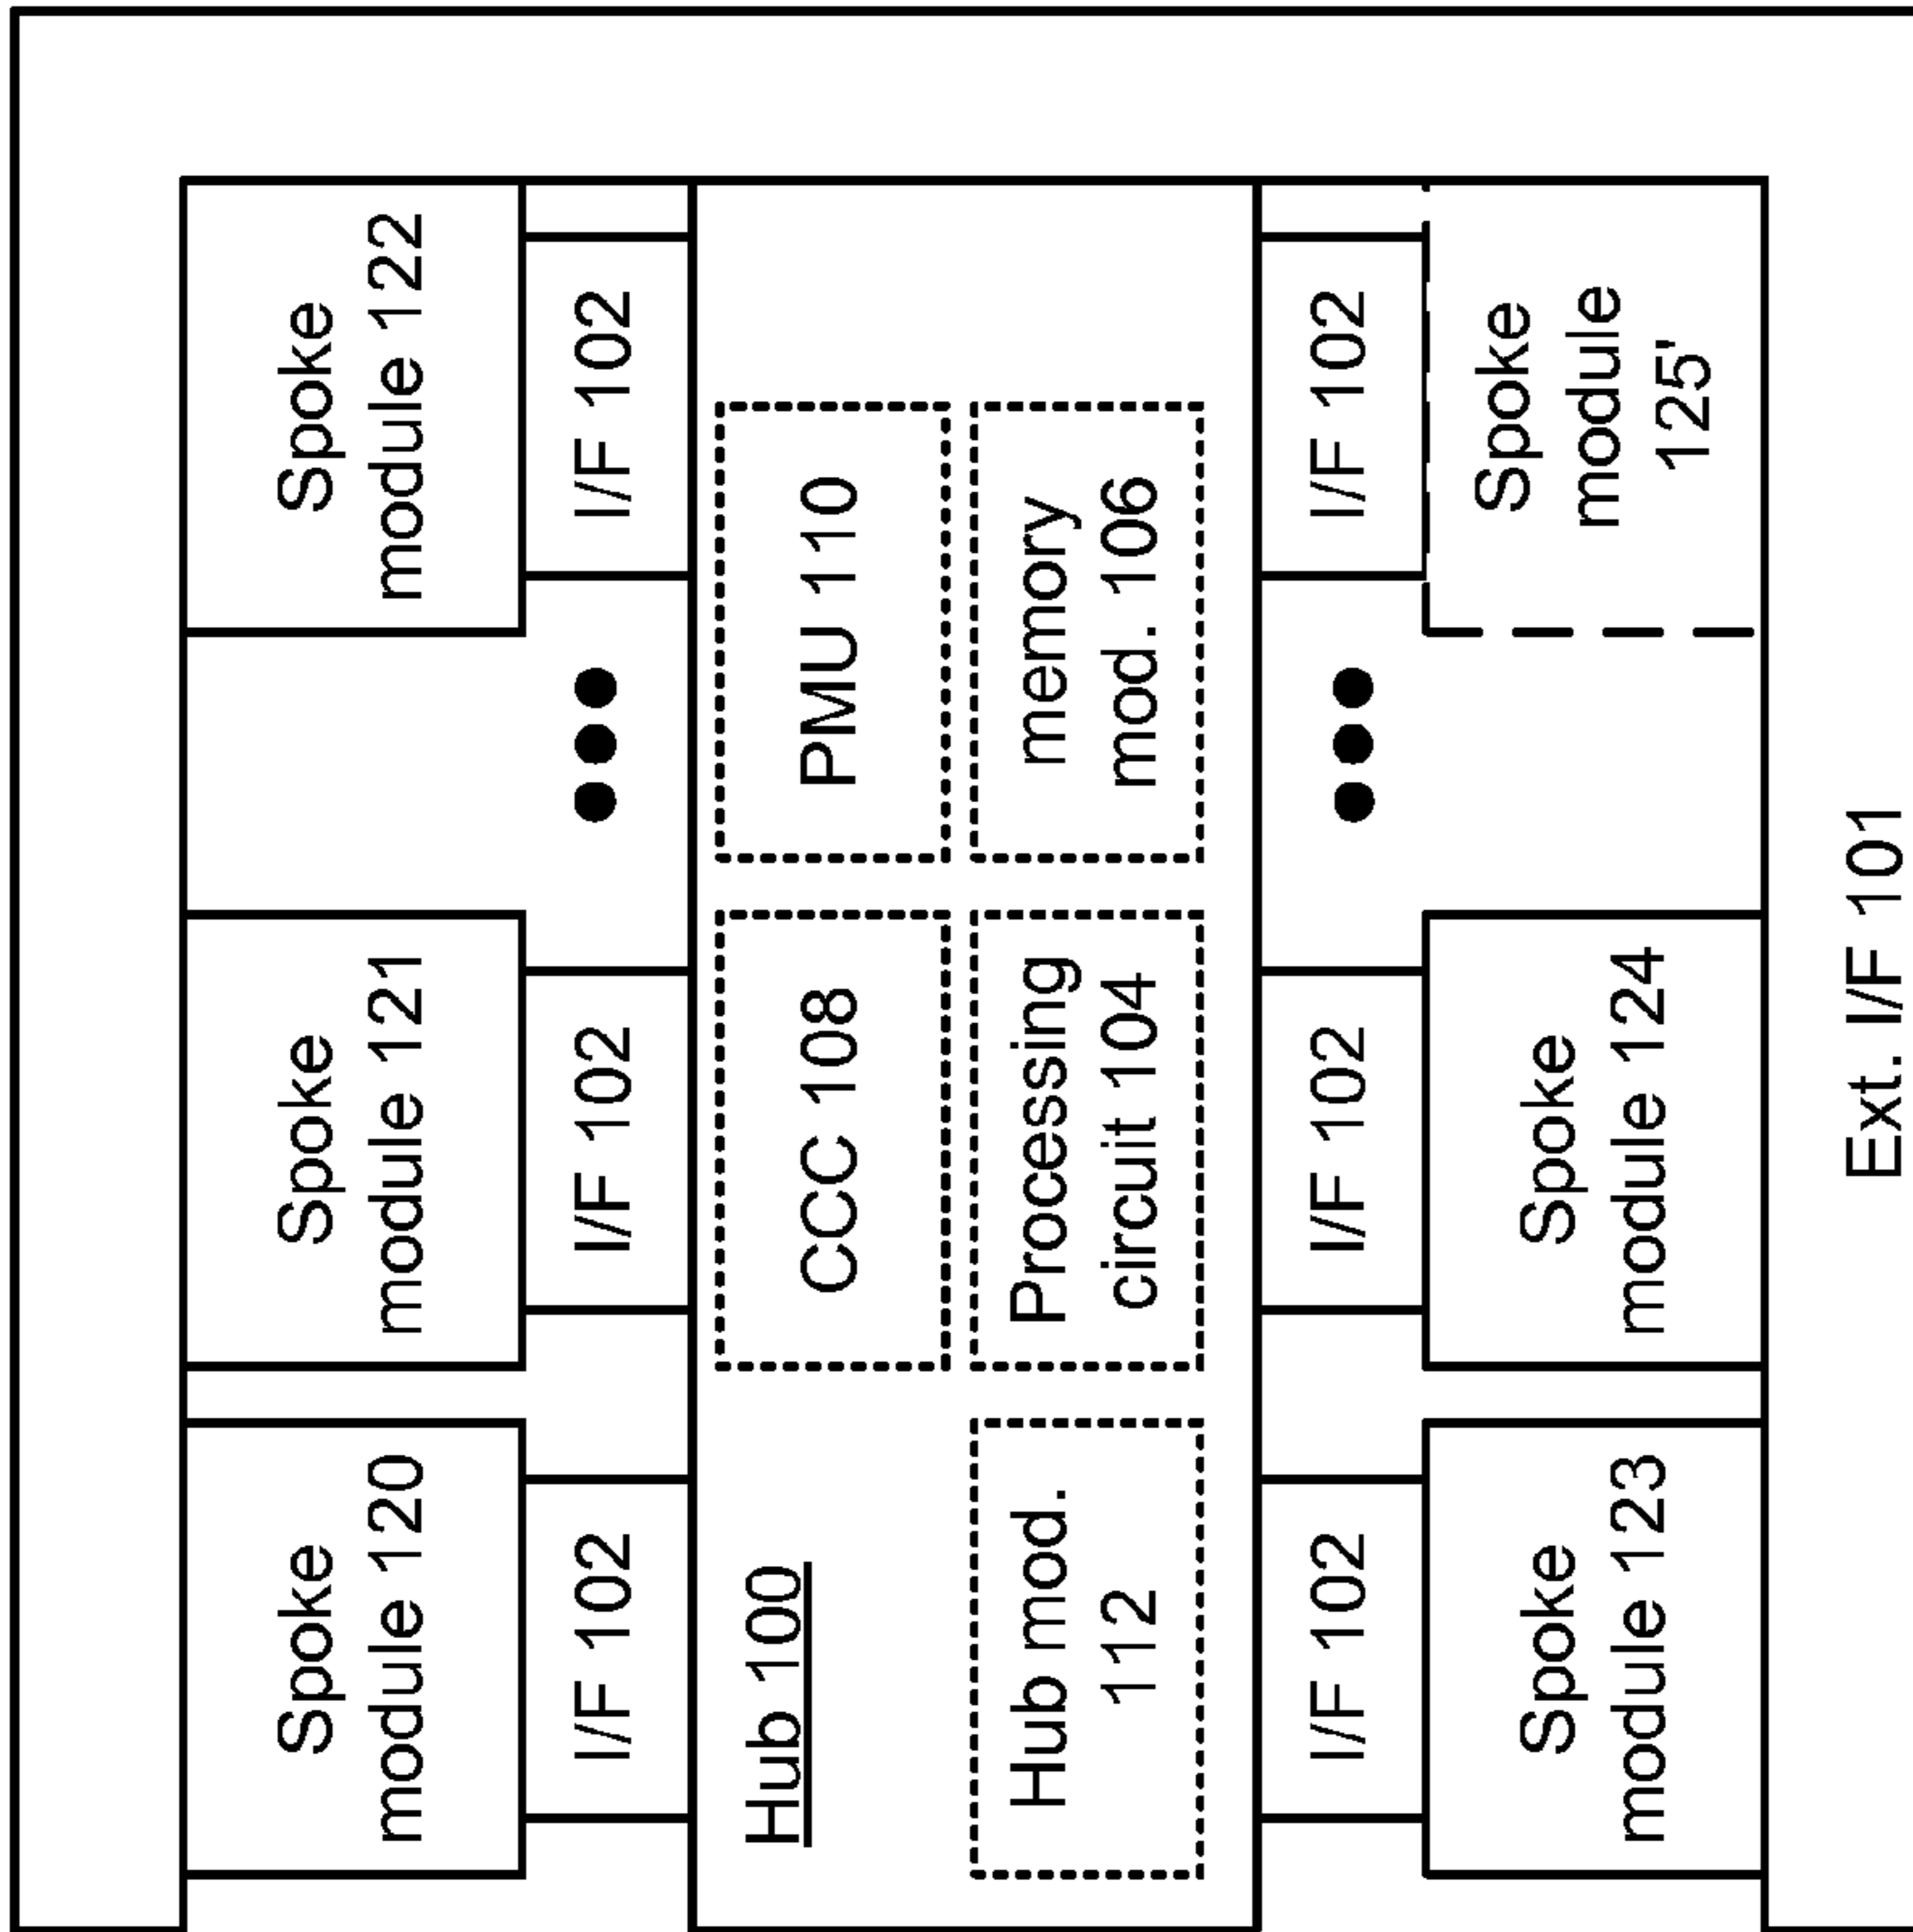 Spoke
module 120
Spoke
module 121
Spoke
module 122
I/F 102
I/F 102
I/F 102
Hub 100
CCC 108
PMU 110
Hub mod.
112
Processing
circuit 104
memory
mod. 106
I/F 102
I/F 102
I/F 102
Spoke
module 123
Spoke
module 124
Spoke
module
125'
Ext. I/F 101